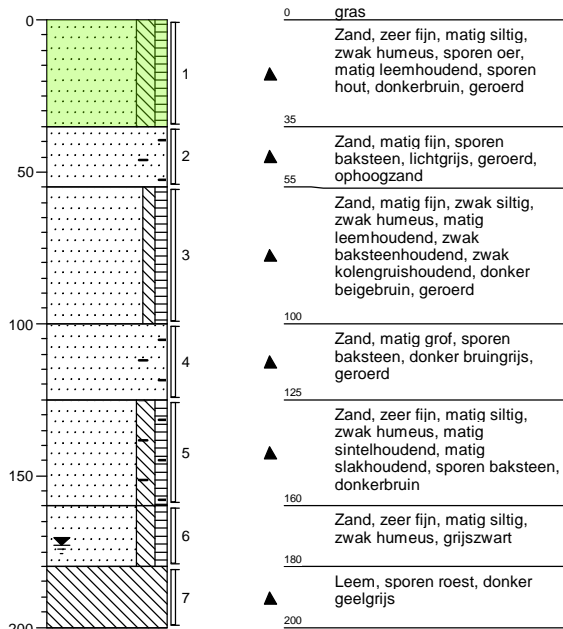 0
0
gras
1
Zand, zeer fijn, matig siltig,
zwak humeus, sporen oer,
matig leemhoudend, sporen
hout, donkerbruin, geroerd
35
2
Zand, matig fijn, sporen
baksteen, lichtgrijs, geroerd,
ophoogzand
50
55
3
Zand, matig fijn, zwak siltig,
zwak humeus, matig
leemhoudend, zwak
baksteenhoudend, zwak
kolengruishoudend, donker
beigebruin, geroerd
100
100
4
Zand, matig grof, sporen
baksteen, donker bruingrijs,
geroerd
125
5
Zand, zeer fijn, matig siltig,
zwak humeus, matig
sintelhoudend, matig
slakhoudend, sporen baksteen,
donkerbruin
150
160
6
Zand, zeer fijn, matig siltig,
zwak humeus, grijszwart
180
7
Leem, sporen roest, donker
geelgrijs
200
200